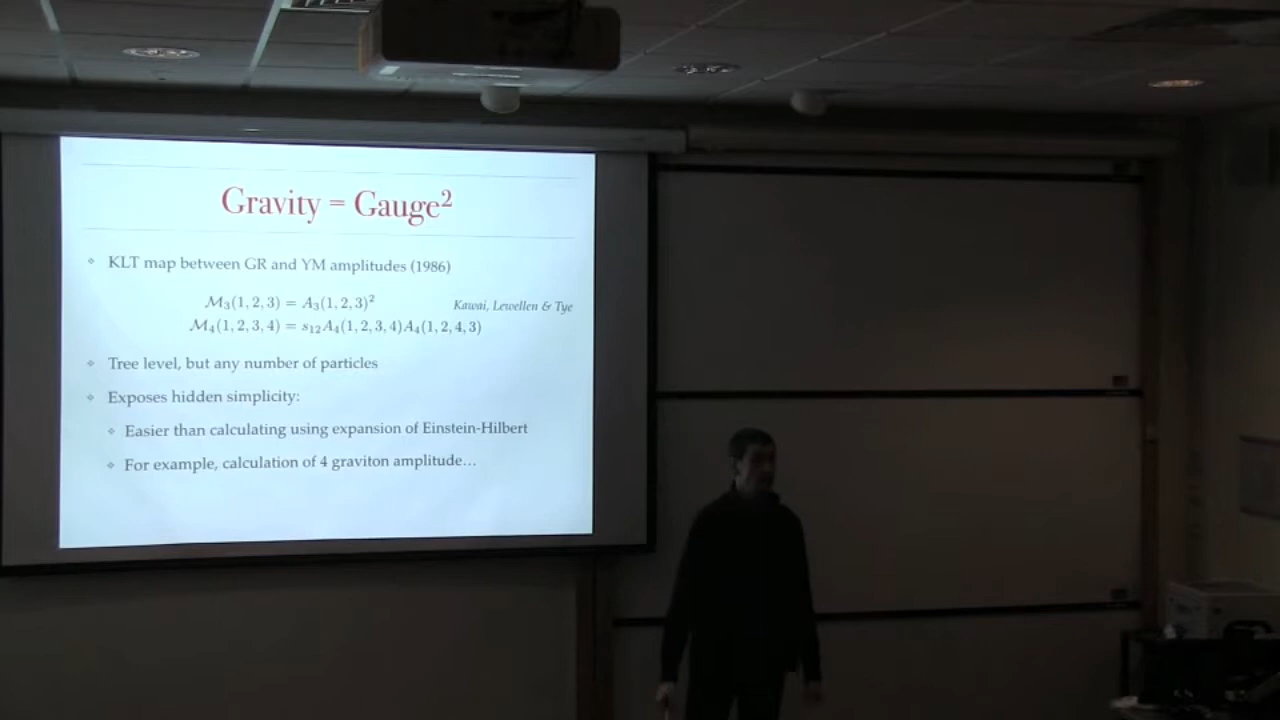 Gravity = Gauge²
KLT map between GR and YM amplitudes (1986)
ℳ₃(1, 2, 3) = A₃(1, 2, 3)²
Kawai, Lewellen & Tye
ℳ₄(1, 2, 3, 4) = s₁₂A₄(1, 2, 3, 4)A₄(1, 2, 4, 3)
Tree level, but any number of particles
Exposes hidden simplicity:
Easier than calculating using expansion of Einstein-Hilbert
For example, calculation of 4 graviton amplitude…